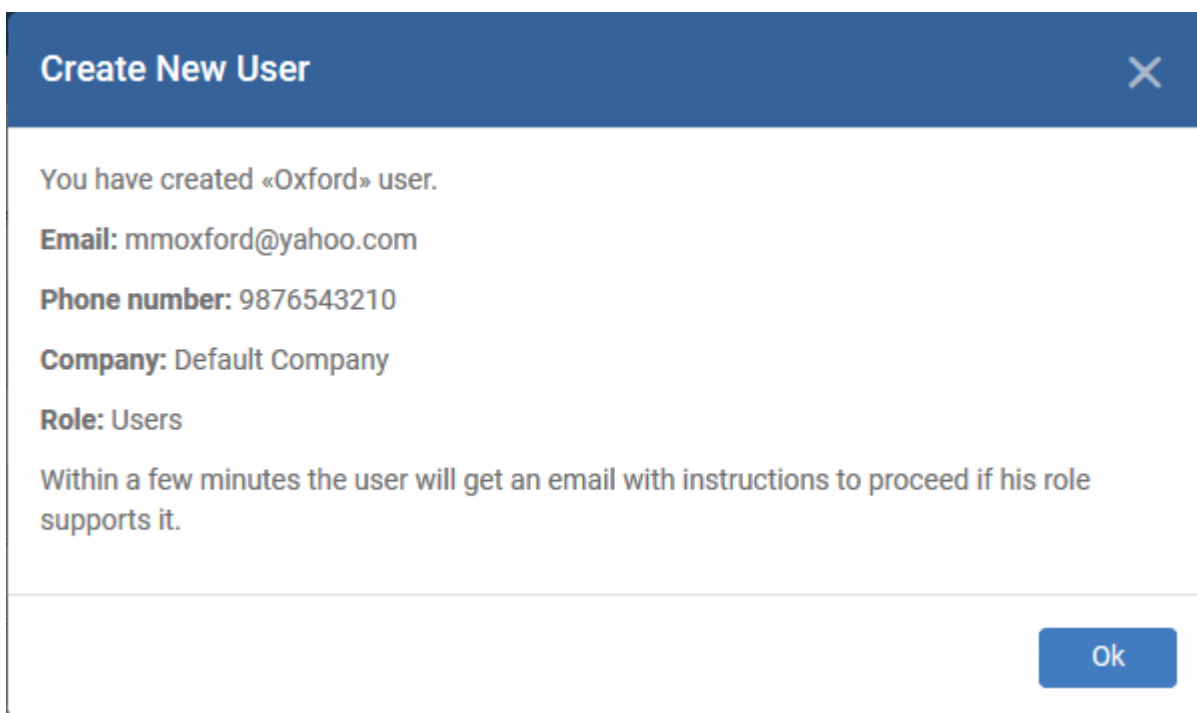 Create New User
You have created «Oxford» user.
Email: mmoxford@yahoo.com
Phone number: 9876543210
Company: Default Company
Role: Users
Within a few minutes the user will get an email with instructions to proceed if his role
supports it.
Ok